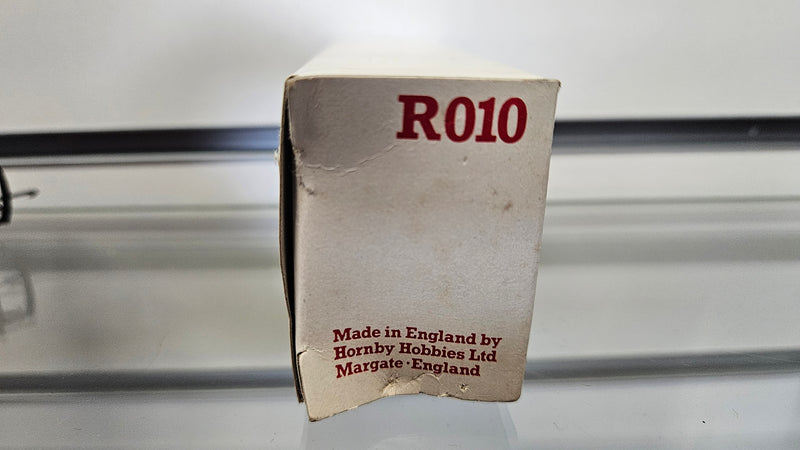 R010
Made in England by
Hornby Hobbies Ltd
Margate · England